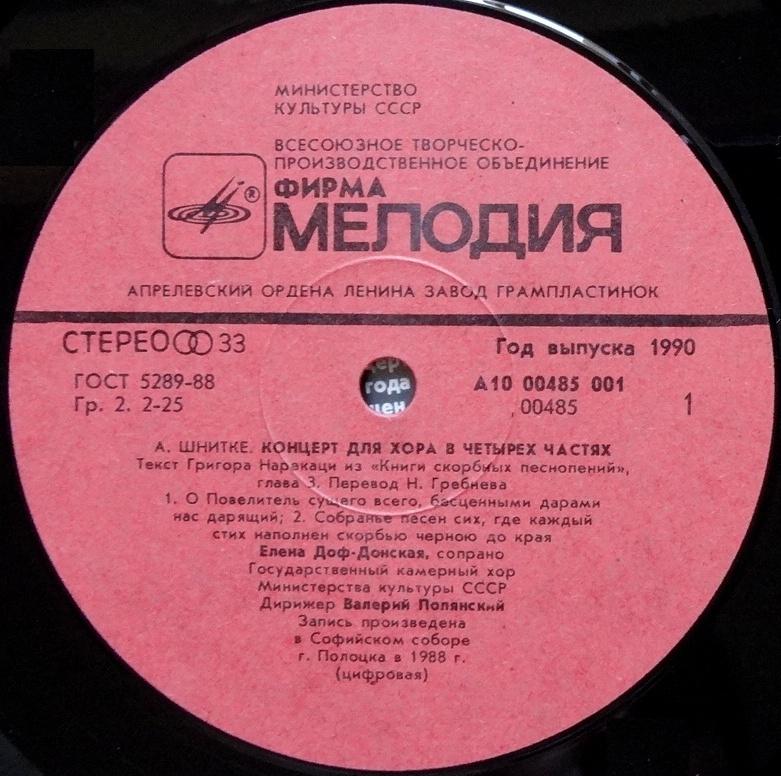 МИНИСТЕРСТВО
КУЛЬТУРЫ СССР
ВСЕСОЮЗНОЕ ТВОРЧЕСКО-
ПРОИЗВОДСТВЕННОЕ ОБЪЕДИНЕНИЕ
®
ФИРМА
МЕЛОДИЯ
АПРЕЛЕВСКИЙ ОРДЕНА ЛЕНИНА ЗАВОД ГРАМПЛАСТИНОК
СТЕРЕО 33
Год выпуска 1990
ГОСТ 5289-88
А10 00485 001
Гр. 2. 2-25
00485
1
года
А. ШНИТКЕ. КОНЦЕРТ ДЛЯ ХОРА В ЧЕТЫРЕХ ЧАСТЯХ
Текст Григора Нарекаци из «Книги скорбных песнопений»,
глава 3. Перевод Н. Гребнева
1. О Повелитель сущего всего, бесценными дарами
нас дарящий; 2. Собранье песен сих, где каждый
стих наполнен скорбью черною до края
Елена Доф-Донская, сопрано
Государственный камерный хор
Министерства культуры СССР
Дирижер Валерий Полянский
Запись произведена
в Софийском соборе
г. Полоцка в 1988 г.
(цифровая)